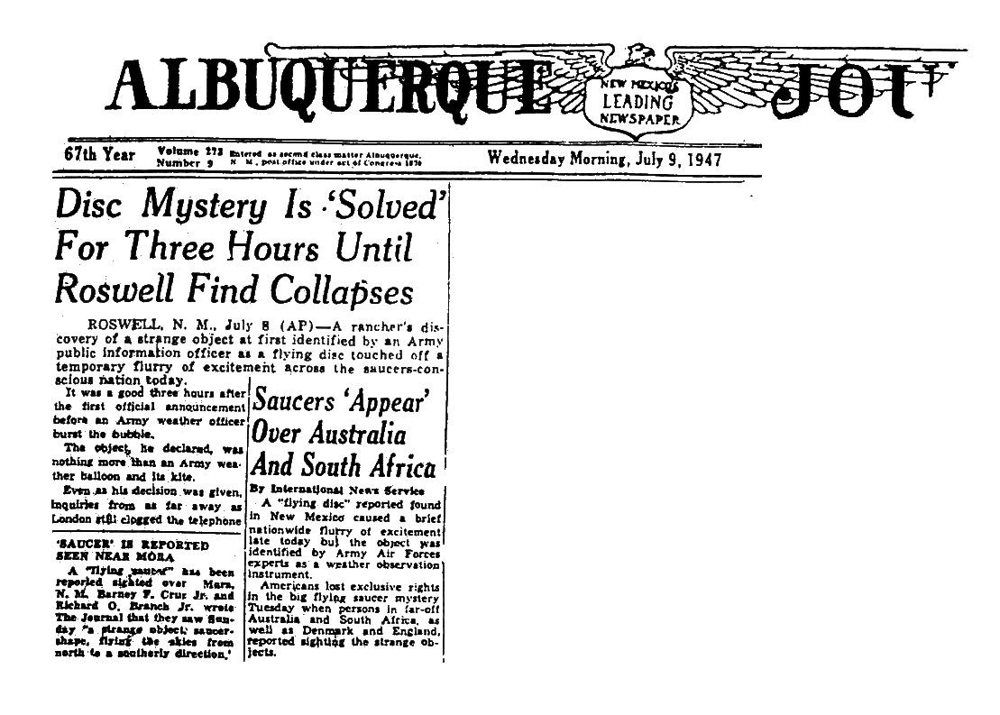 ALBUQUERQUE JOU
NEW MEXICO'S
LEADING
NEWSPAPER
67th Year
Volume 273
Number 9
Entered as second class matter Albuquerque,
N. M., post office under act of Congress 1879
Wednesday Morning, July 9, 1947
Disc Mystery Is 'Solved'
For Three Hours Until
Roswell Find Collapses
ROSWELL, N. M., July 8 (AP)—A rancher's dis-
covery of a strange object at first identified by an Army
public information officer as a flying disc touched off a
temporary flurry of excitement across the saucers-con-
scious nation today.
It was a good three hours after
the first official announcement
before an Army weather officer
burst the bubble.
The object, he declared, was
nothing more than an Army wea-
ther balloon and its kite.
Even as his decision was given,
inquiries from as far away as
London still clogged the telephone
'SAUCER' IS REPORTED
SEEN NEAR MORA
A "flying saucer" has been
reported sighted over Mora,
N. M. Barney F. Cruz Jr. and
Richard O. Branch Jr. wrote
The Journal that they saw Sun-
day "a strange object; saucer-
shape, flying the skies from
north to a southerly direction.'
Saucers 'Appear'
Over Australia
And South Africa
By International News Service
A "flying disc" reported found
in New Mexico caused a brief
nationwide flurry of excitement
late today but the object was
identified by Army Air Forces
experts as a weather observation
instrument.
Americans lost exclusive rights
in the big flying saucer mystery
Tuesday when persons in far-off
Australia and South Africa, as
well as Denmark and England,
reported sighting the strange ob-
jects.